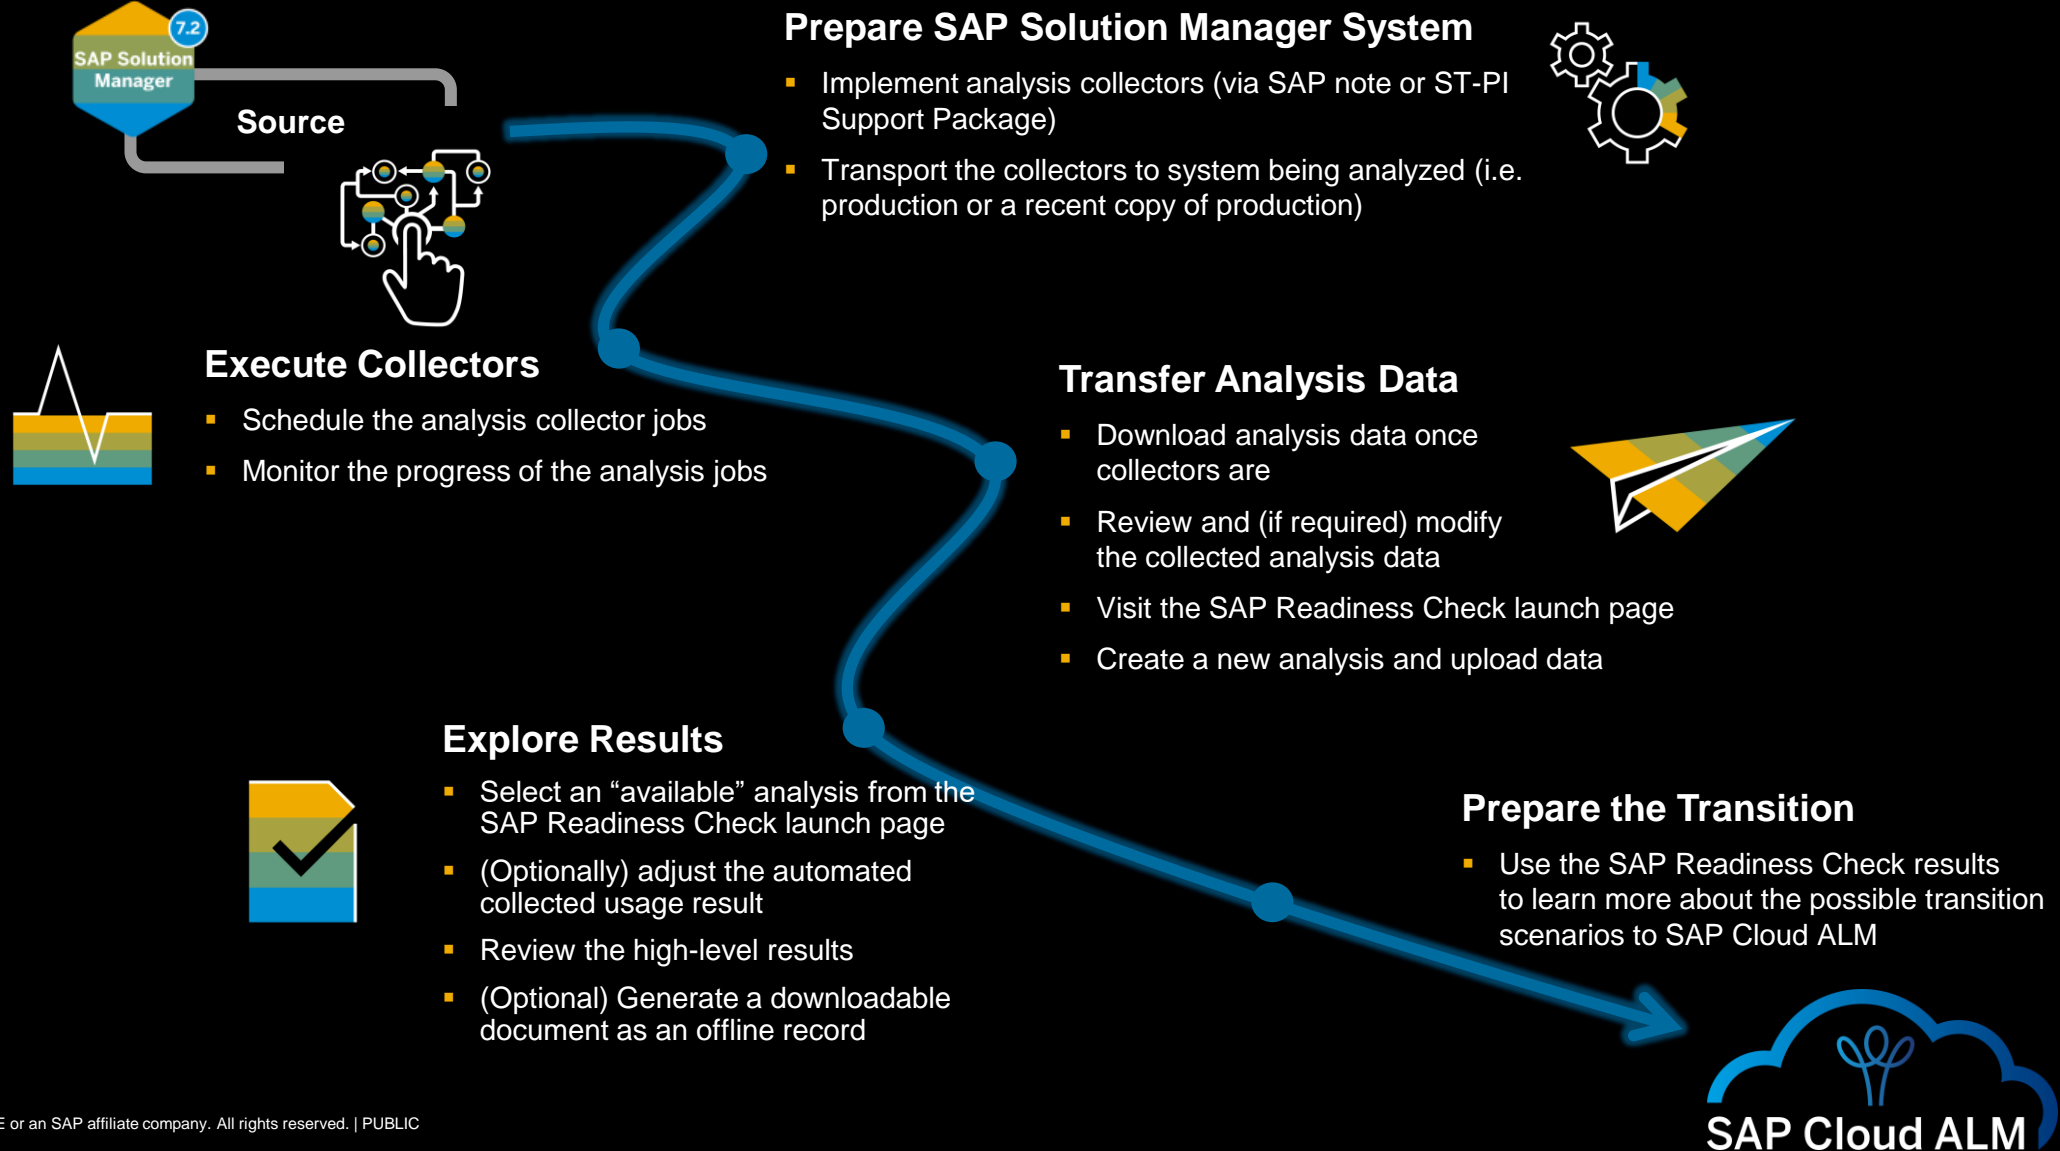 7.2
SAP Solution
Manager
Source
Prepare SAP Solution Manager System
▪ Implement analysis collectors (via SAP note or ST-PI
Support Package)
▪ Transport the collectors to system being analyzed (i.e.
production or a recent copy of production)
Execute Collectors
▪ Schedule the analysis collector jobs
▪ Monitor the progress of the analysis jobs
Transfer Analysis Data
▪ Download analysis data once
collectors are
▪ Review and (if required) modify
the collected analysis data
▪ Visit the SAP Readiness Check launch page
▪ Create a new analysis and upload data
Explore Results
▪ Select an “available” analysis from the
SAP Readiness Check launch page
▪ (Optionally) adjust the automated
collected usage result
▪ Review the high-level results
▪ (Optional) Generate a downloadable
document as an offline record
Prepare the Transition
▪ Use the SAP Readiness Check results
to learn more about the possible transition
scenarios to SAP Cloud ALM
SAP Cloud ALM
E or an SAP affiliate company. All rights reserved. | PUBLIC